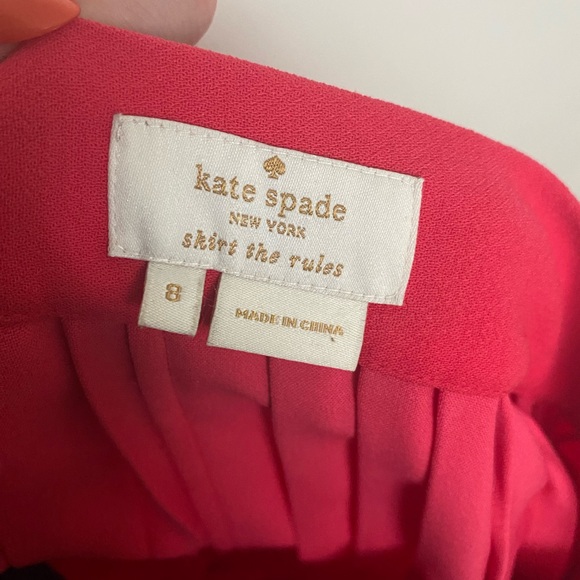 kate spade
NEW YORK
skirt the rules
8
MADE IN CHINA